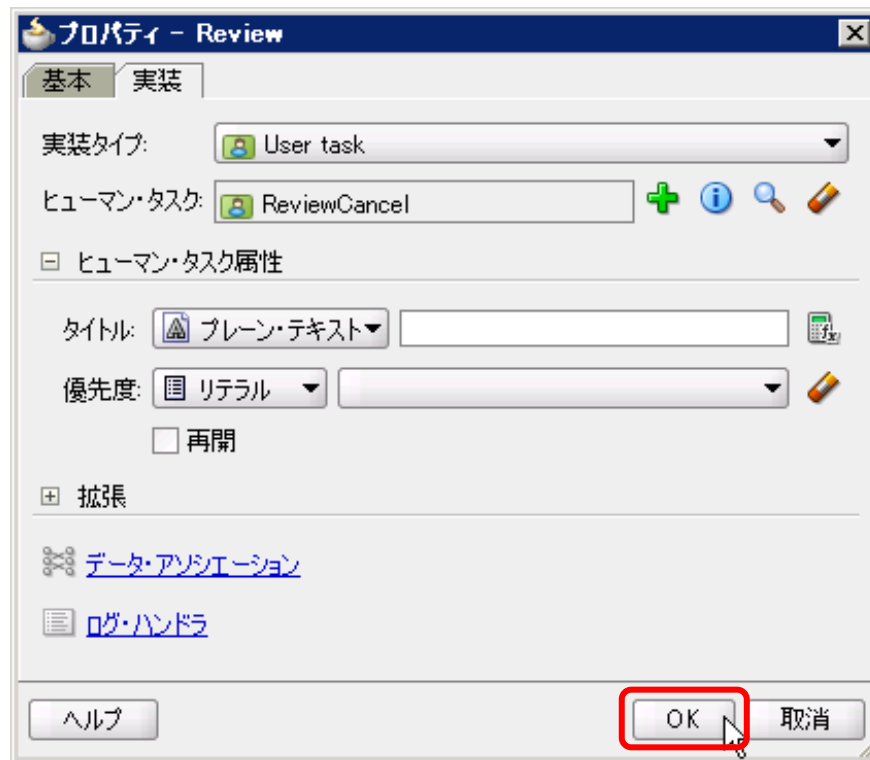 プロパティ - Review
基本 実装
実装タイプ: User task
ヒューマン・タスク: ReviewCancel
ヒューマン・タスク属性
タイトル: プレーン・テキスト
優先度: リテラル
再開
拡張
データ・アソシエーション
ログ・ハンドラ
ヘルプ OK 取消